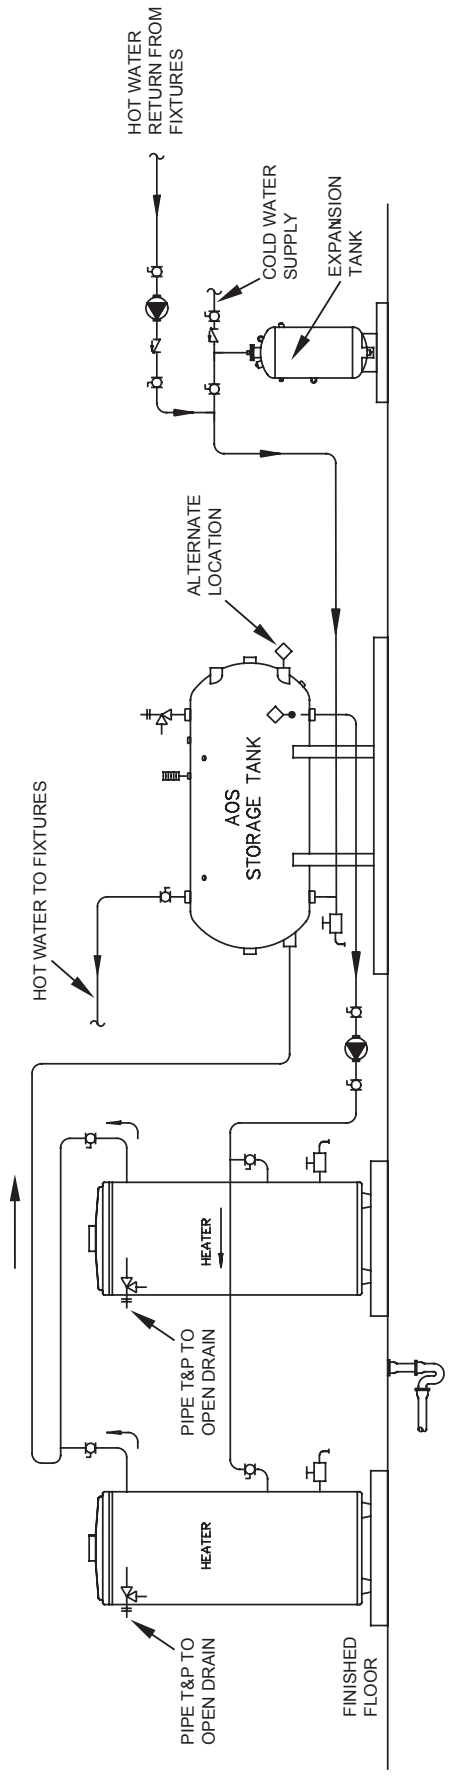 HOT WATER
RETURN FROM
FIXTURES
COLD WATER
SUPPLY
EXPANSION
TANK
ALTERNATE
LOCATION
HOT WATER TO FIXTURES
AOS
STORAGE TANK
HEATER
PIPE T&P TO
OPEN DRAIN
HEATER
PIPE T&P TO
OPEN DRAIN
FINISHED
FLOOR